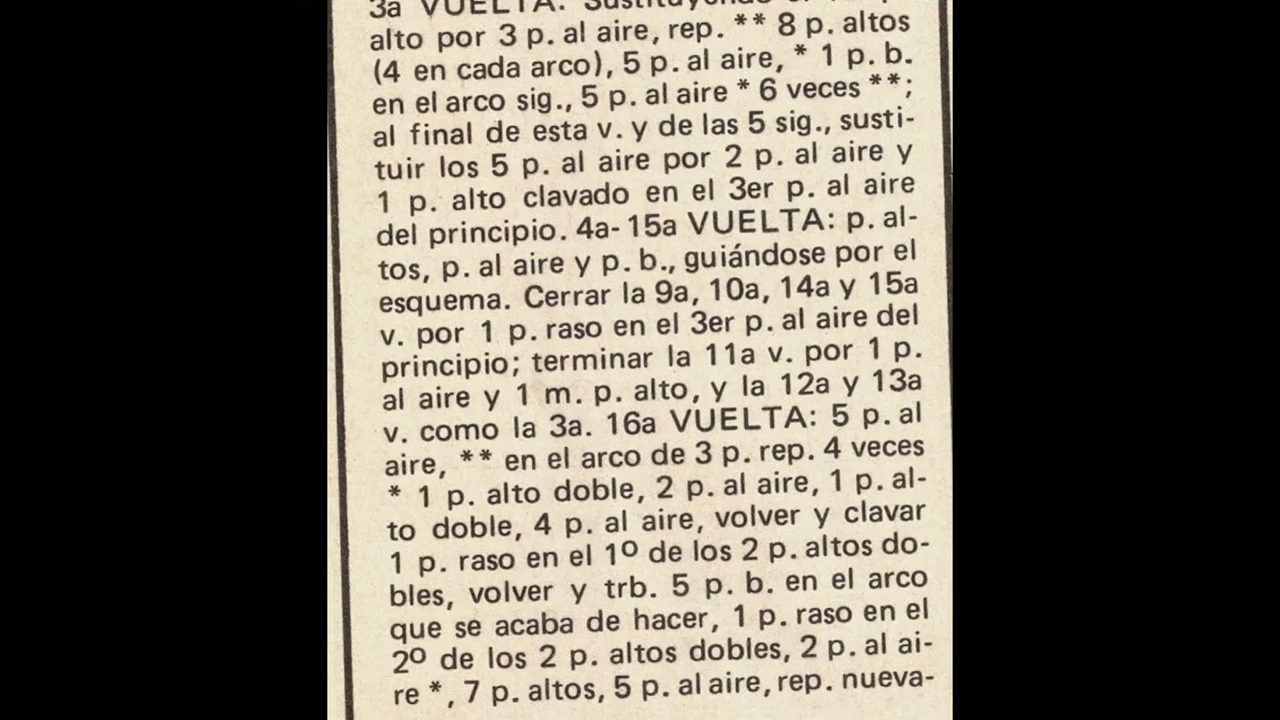 3a VUELTA: Sustituyendo el
alto por 3 p. al aire, rep. ** 8 p. altos
(4 en cada arco), 5 p. al aire, * 1 p. b.
en el arco sig., 5 p. al aire * 6 veces **;
al final de esta v. y de las 5 sig., susti-
tuir los 5 p. al aire por 2 p. al aire y
1 p. alto clavado en el 3er p. al aire
del principio. 4a- 15a VUELTA: p. al-
tos, p. al aire y p. b., guiándose por el
esquema. Cerrar la 9a, 10a, 14a y 15a
v. por 1 p. raso en el 3er p. al aire del
principio; terminar la 11a v. por 1 p.
al aire y 1 m. p. alto, y la 12a y 13a
v. como la 3a. 16a VUELTA: 5 p. al
aire, ** en el arco de 3 p. rep. 4 veces
* 1 p. alto doble, 2 p. al aire, 1 p. al-
to doble, 4 p. al aire, volver y clavar
1 p. raso en el 1º de los 2 p. altos do-
bles, volver y trb. 5 p. b. en el arco
que se acaba de hacer, 1 p. raso en el
2º de los 2 p. altos dobles, 2 p. al ai-
re *, 7 p. altos, 5 p. al aire, rep. nueva-